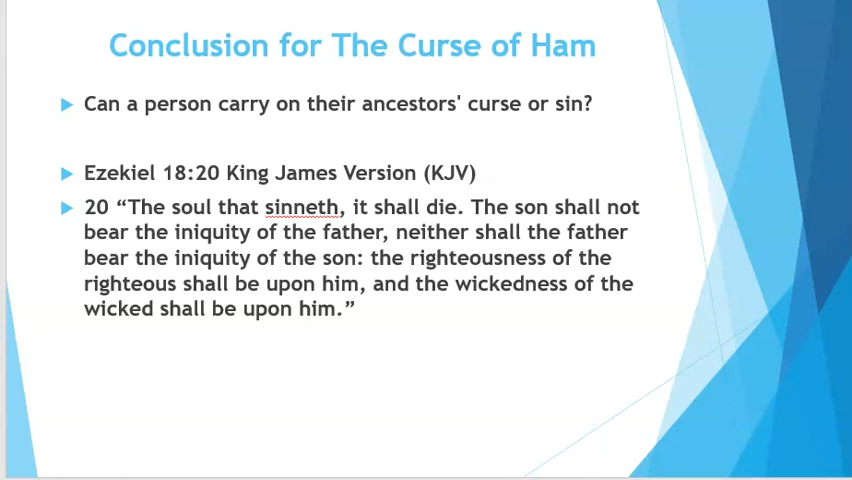 Conclusion for The Curse of Ham
Can a person carry on their ancestors' curse or sin?
Ezekiel 18:20 King James Version (KJV)
20 “The soul that sinneth, it shall die. The son shall not
bear the iniquity of the father, neither shall the father
bear the iniquity of the son: the righteousness of the
righteous shall be upon him, and the wickedness of the
wicked shall be upon him.”